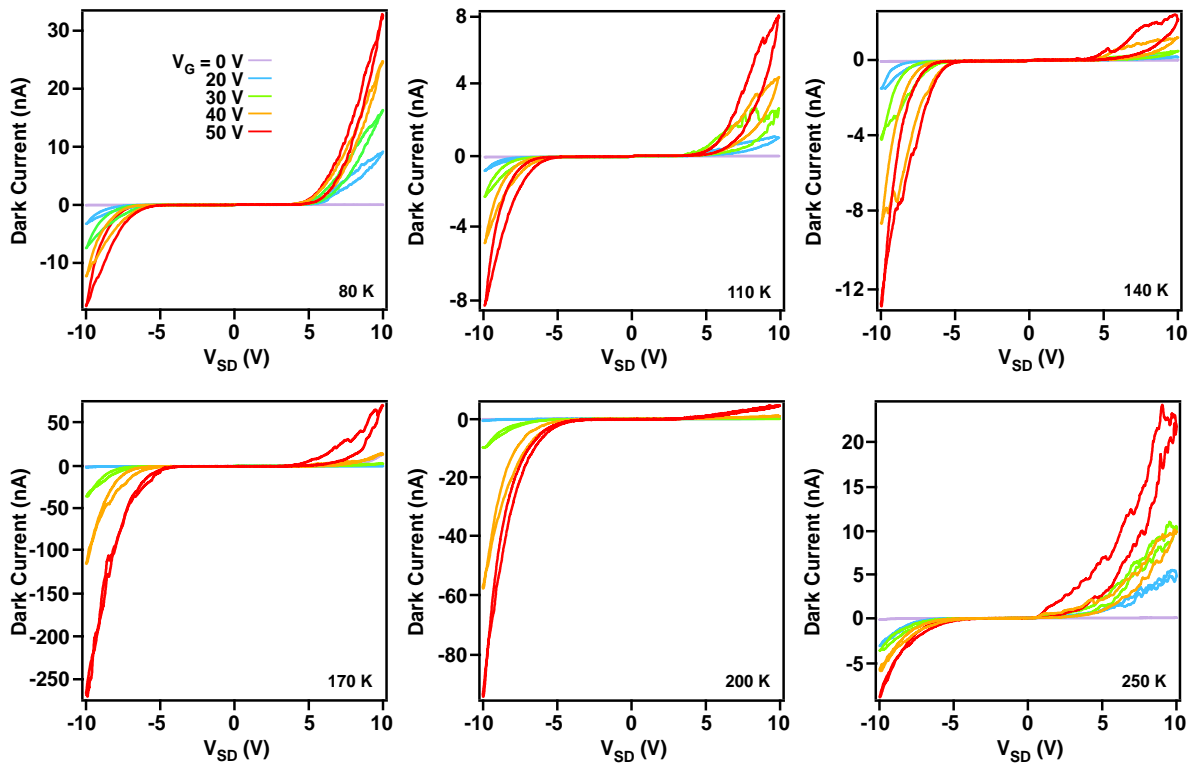 30
20
10
0
-10
Dark Current (nA)
V_G = 0 V
20 V
30 V
40 V
50 V
80 K
-10 -5 0 5 10
V_SD (V)
8
4
0
-4
-8
Dark Current (nA)
110 K
-10 -5 0 5 10
V_SD (V)
0
-4
-8
-12
Dark Current (nA)
140 K
-10 -5 0 5 10
V_SD (V)
50
0
-50
-100
-150
-200
-250
Dark Current (nA)
170 K
-10 -5 0 5 10
V_SD (V)
0
-20
-40
-60
-80
Dark Current (nA)
200 K
-10 -5 0 5 10
V_SD (V)
20
15
10
5
0
-5
Dark Current (nA)
250 K
-10 -5 0 5 10
V_SD (V)